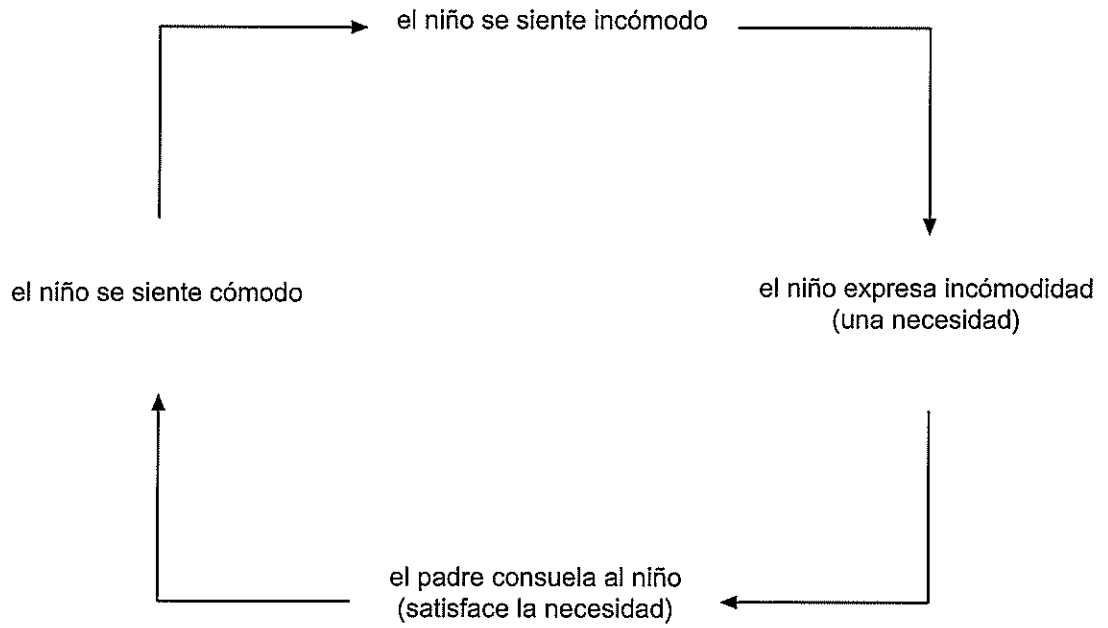 el niño se siente incómodo
el niño se siente cómodo
el niño expresa incómodidad
(una necesidad)
el padre consuela al niño
(satisface la necesidad)